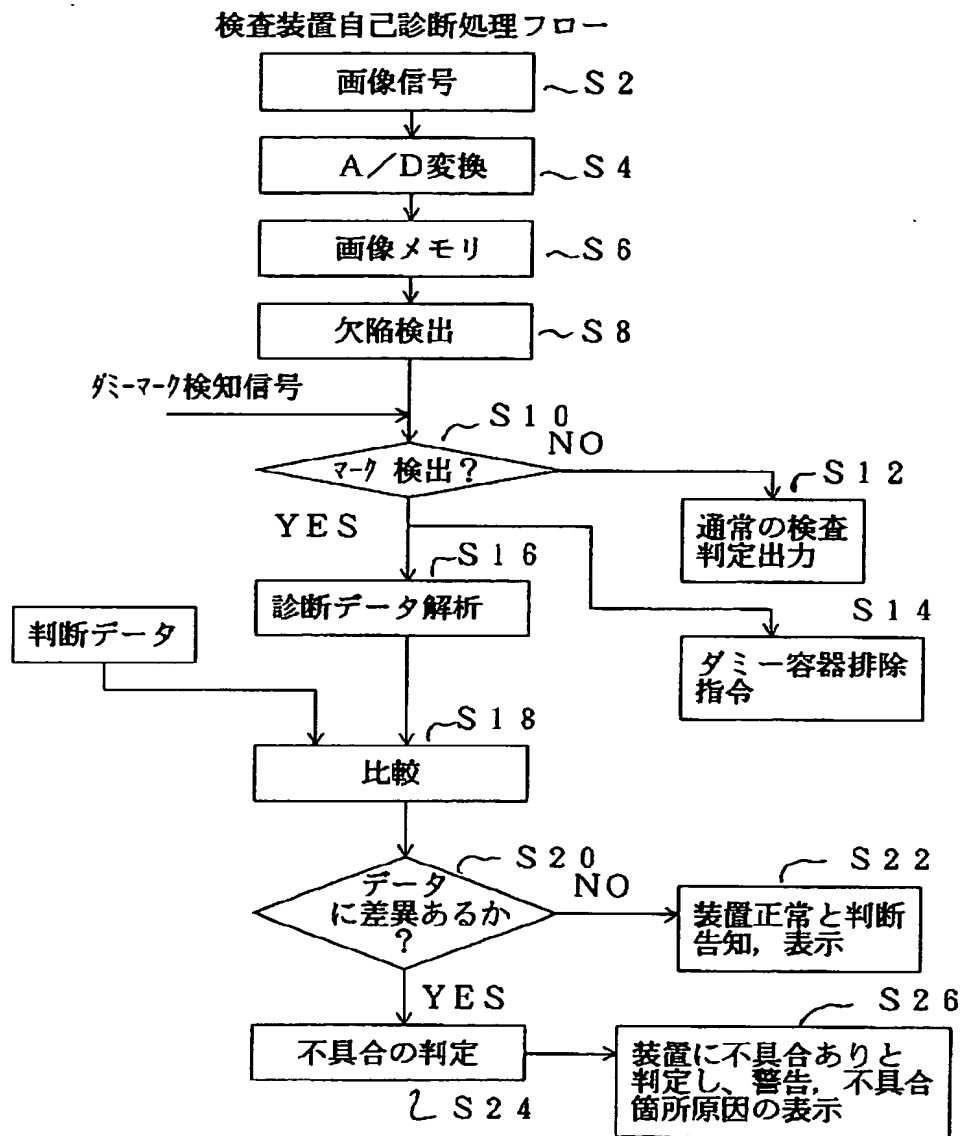 検査装置自己診断処理フロー
画像信号
S2
A/D変換
S4
画像メモリ
S6
欠陥検出
S8
ダミーマーク検知信号
S10
マーク 検出?
NO
YES
S12
通常の検査
判定出力
S14
ダミー容器排除
指令
S16
診断データ解析
判断データ
S18
比較
S20
データ
に差異あるか
?
NO
S22
装置正常と判断
告知, 表示
YES
不具合の判定
S24
S26
装置に不具合ありと
判定し、警告, 不具合
箇所原因の表示